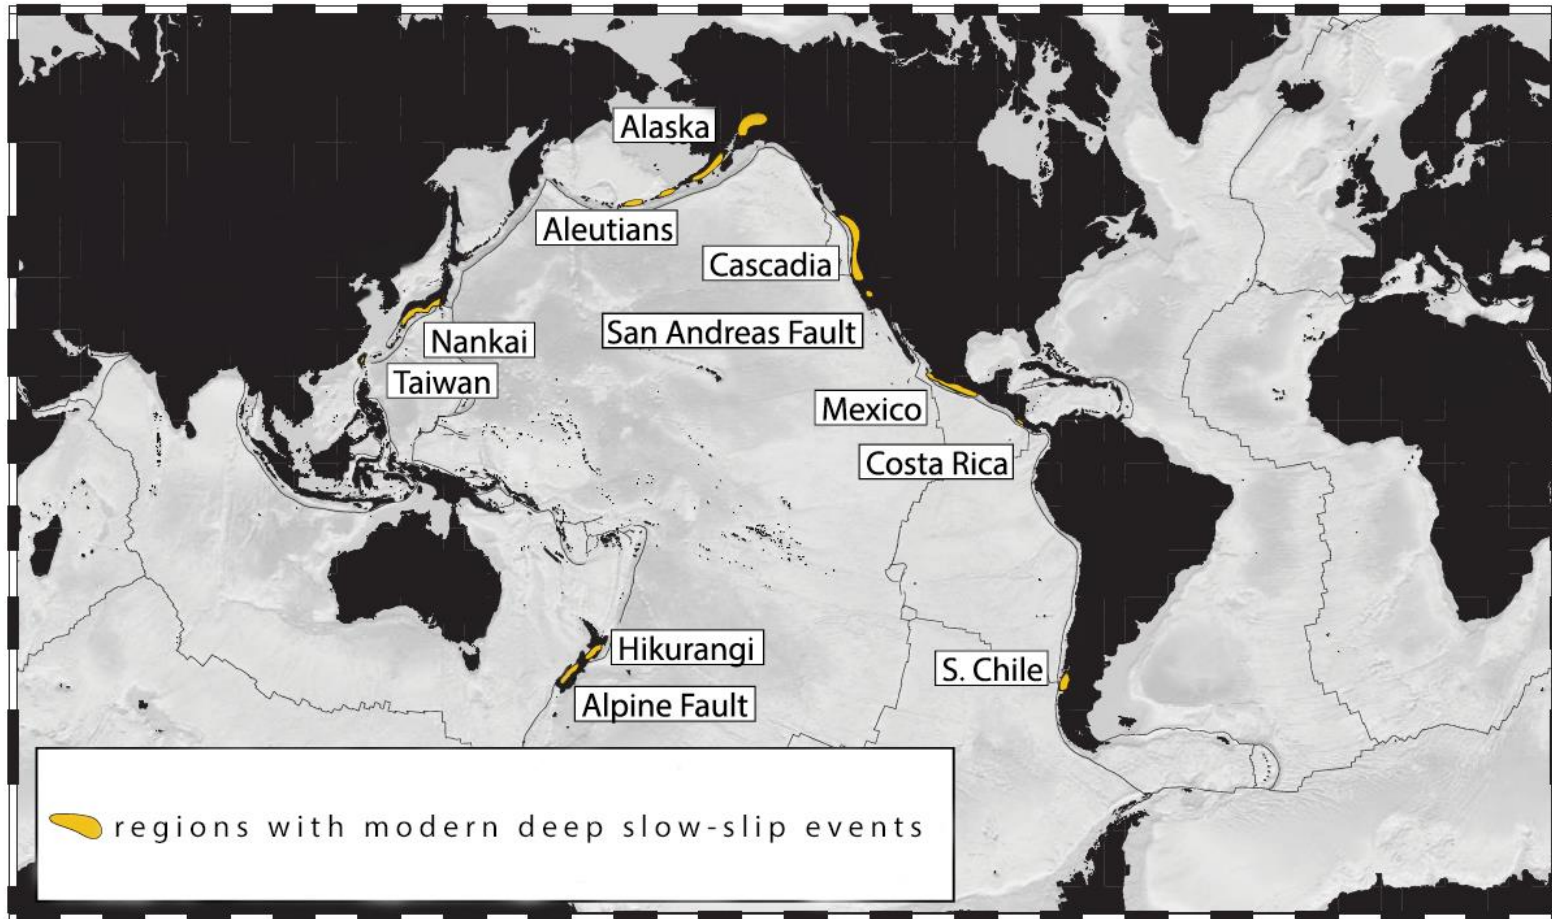 Alaska
Aleutians
Cascadia
San Andreas Fault
Nankai
Taiwan
Mexico
Costa Rica
Hikurangi
S. Chile
Alpine Fault
regions with modern deep slow-slip events